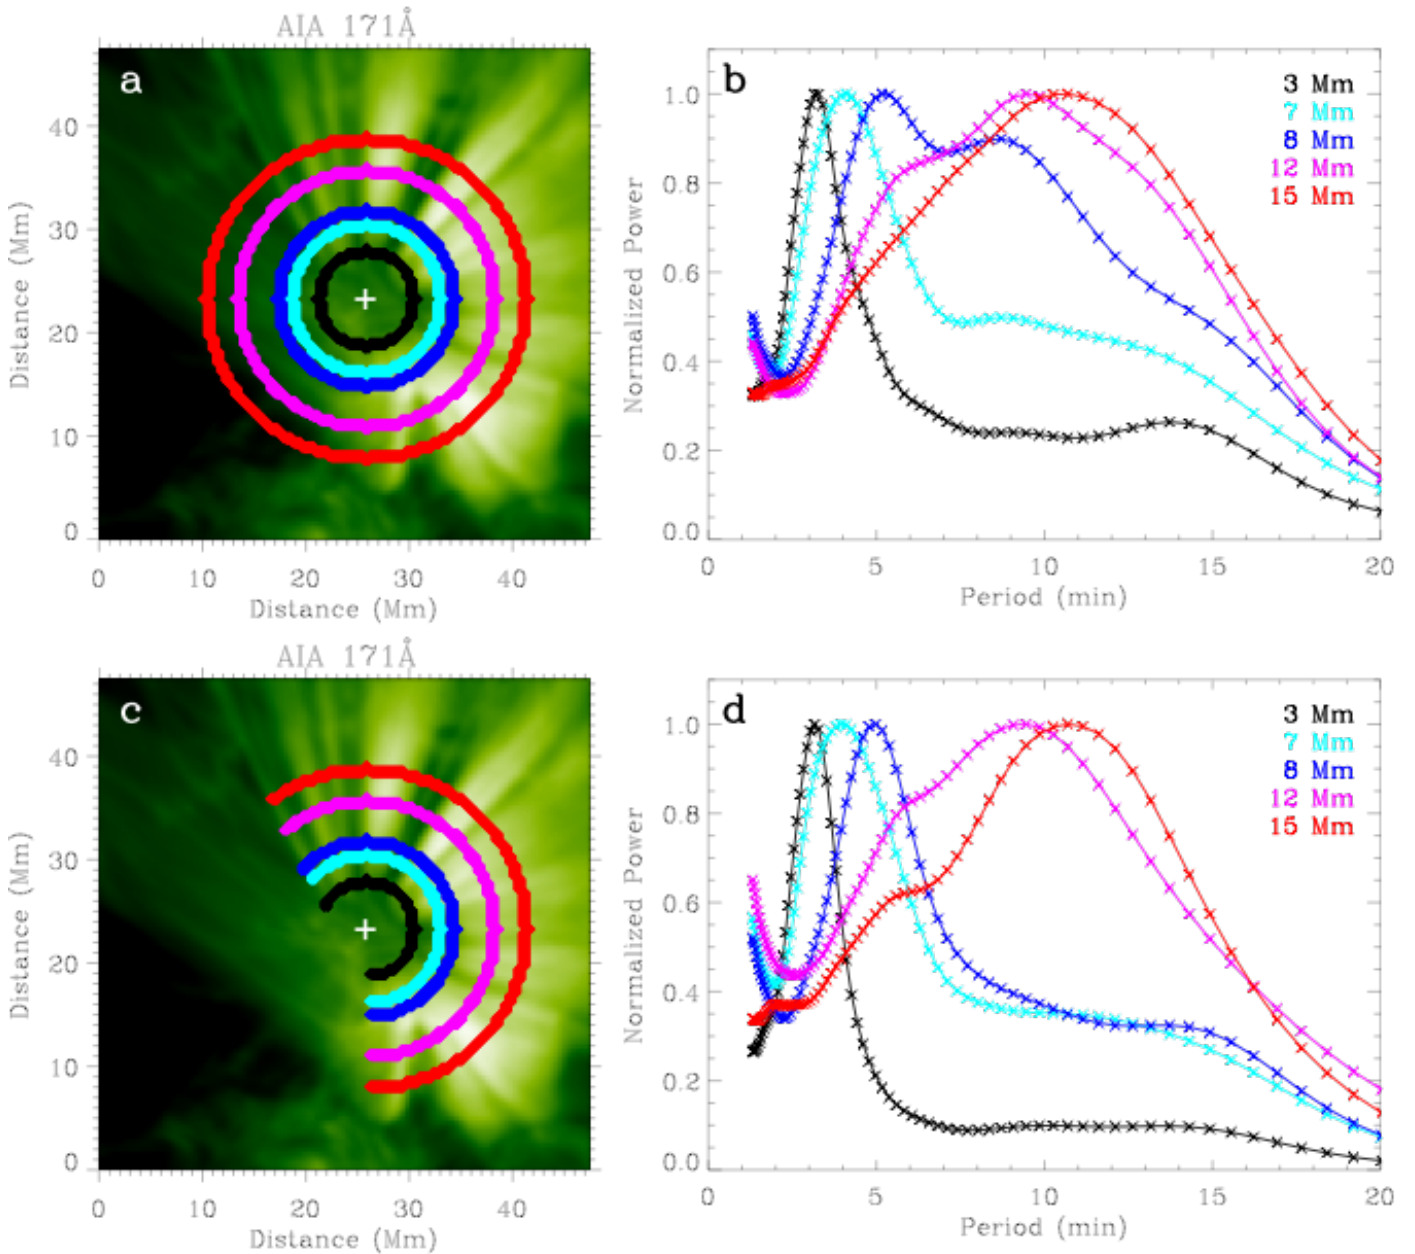 AIA 171Å
a
Distance (Mm)
40
30
20
10
0
0 10 20 30 40
Distance (Mm)
b
3 Mm
7 Mm
8 Mm
12 Mm
15 Mm
Normalized Power
1.0
0.8
0.6
0.4
0.2
0.0
0 5 10 15 20
Period (min)
AIA 171Å
c
Distance (Mm)
40
30
20
10
0
0 10 20 30 40
Distance (Mm)
d
3 Mm
7 Mm
8 Mm
12 Mm
15 Mm
Normalized Power
1.0
0.8
0.6
0.4
0.2
0.0
0 5 10 15 20
Period (min)